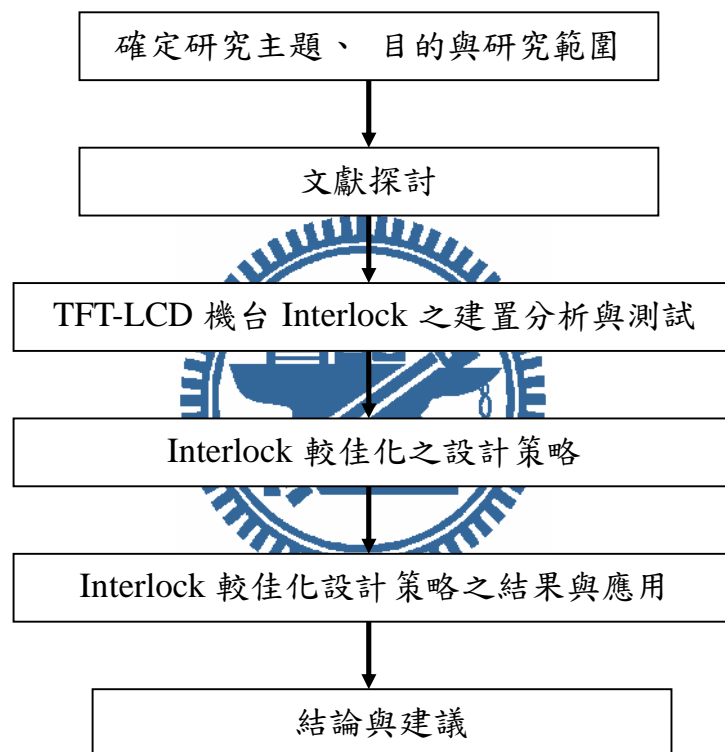 確定研究主題、 目的與研究範圍
文獻探討
TFT-LCD 機台 Interlock 之建置分析與測試
Interlock 較佳化之設計策略
Interlock 較佳化設計策略之結果與應用
結論與建議